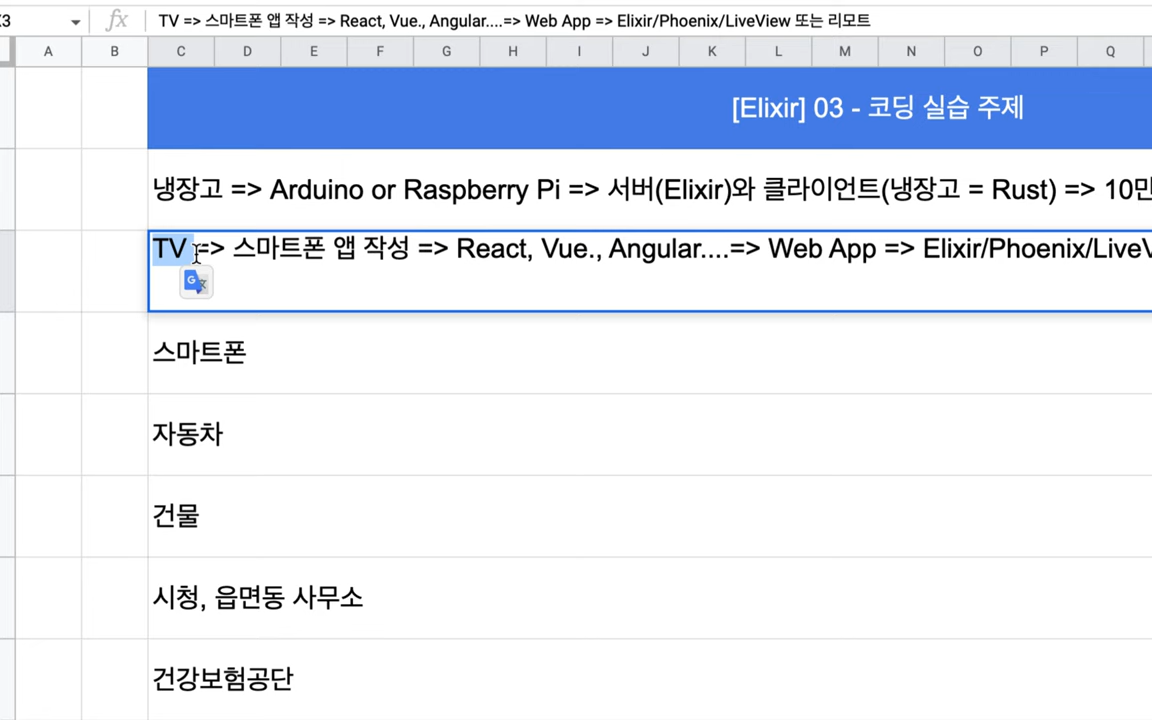 3
fx
TV => 스마트폰 앱 작성 => React, Vue., Angular....=> Web App => Elixir/Phoenix/LiveView 또는 리모트
A B C D E F G H I J K L M N O P Q
[Elixir] 03 - 코딩 실습 주제
냉장고 => Arduino or Raspberry Pi => 서버(Elixir)와 클라이언트(냉장고 = Rust) => 10만
TV => 스마트폰 앱 작성 => React, Vue., Angular....=> Web App => Elixir/Phoenix/LiveV
스마트폰
자동차
건물
시청, 읍면동 사무소
건강보험공단